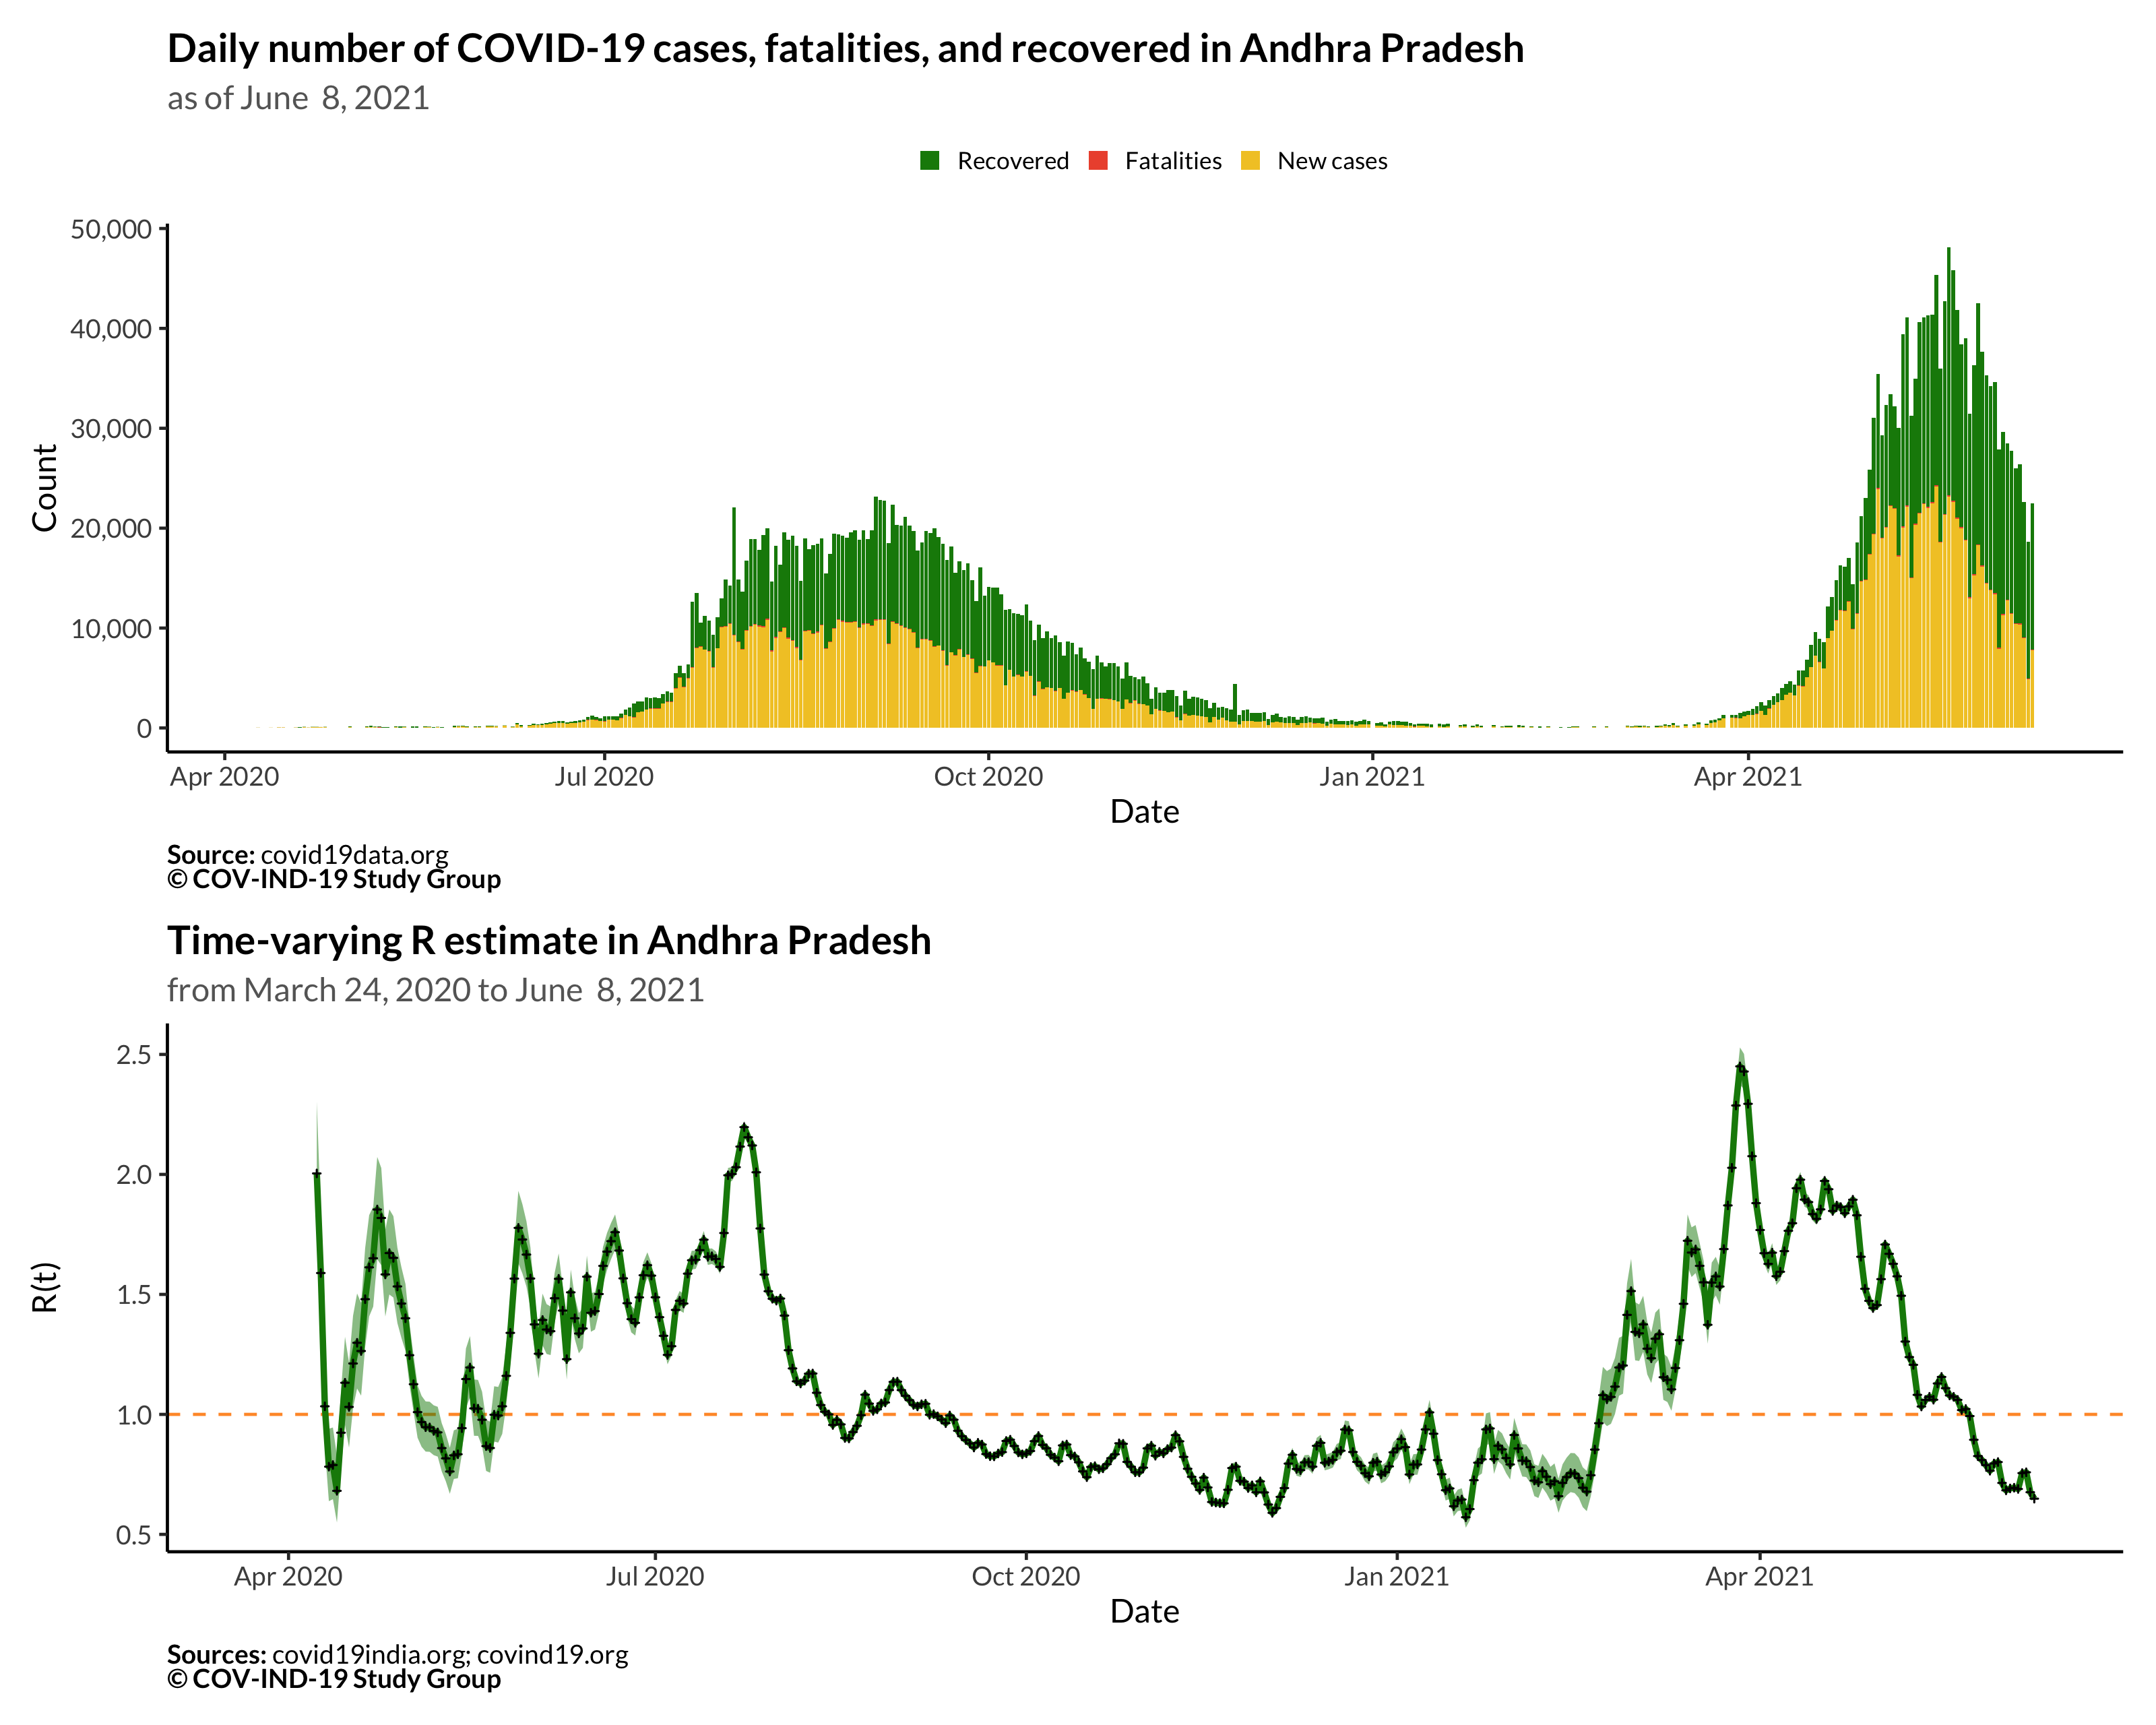 Daily number of COVID-19 cases, fatalities, and recovered in Andhra Pradesh
as of June  8, 2021
Recovered Fatalities New cases
50,000
40,000
30,000
20,000
10,000
0
Count
Apr 2020 Jul 2020 Oct 2020 Jan 2021 Apr 2021
Date
Source: covid19data.org
© COV-IND-19 Study Group
Time-varying R estimate in Andhra Pradesh
from March 24, 2020 to June  8, 2021
2.5
2.0
1.5
1.0
0.5
R(t)
Apr 2020 Jul 2020 Oct 2020 Jan 2021 Apr 2021
Date
Sources: covid19india.org; covind19.org
© COV-IND-19 Study Group